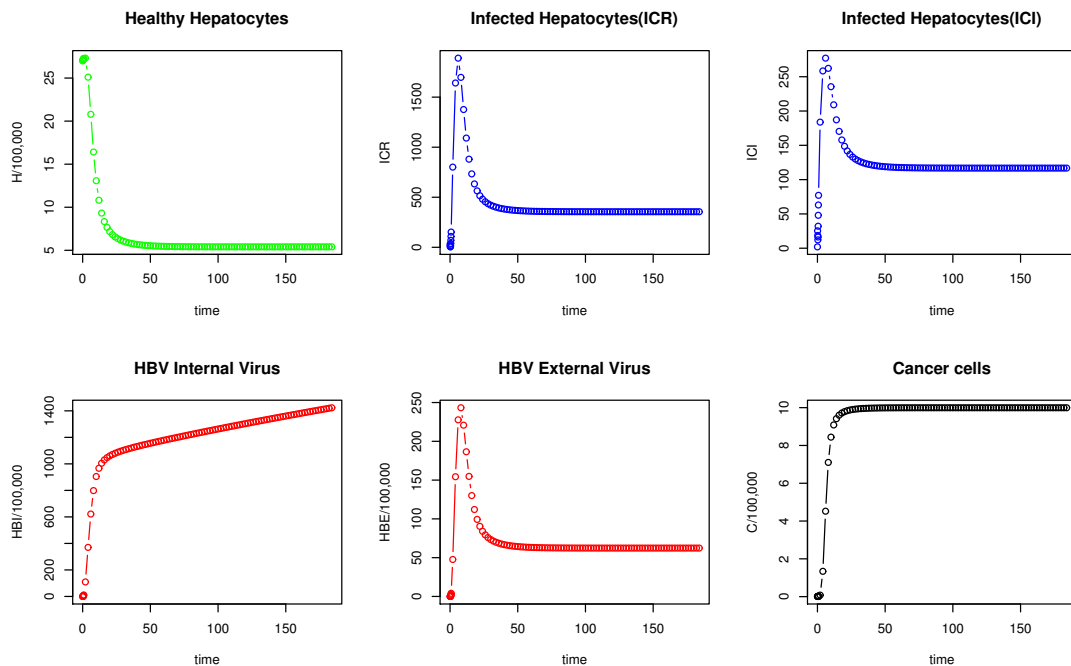 Healthy Hepatocytes
H/100,000
5 10 15 20 25
0 50 100 150
time
Infected Hepatocytes(ICR)
ICR
0 500 1000 1500
0 50 100 150
time
Infected Hepatocytes(ICI)
ICI
0 50 100 150 200 250
0 50 100 150
time
HBV Internal Virus
HBI/100,000
0 200 600 1000 1400
0 50 100 150
time
HBV External Virus
HBE/100,000
0 50 100 150 200 250
0 50 100 150
time
Cancer cells
C/100,000
0 2 4 6 8 10
0 50 100 150
time